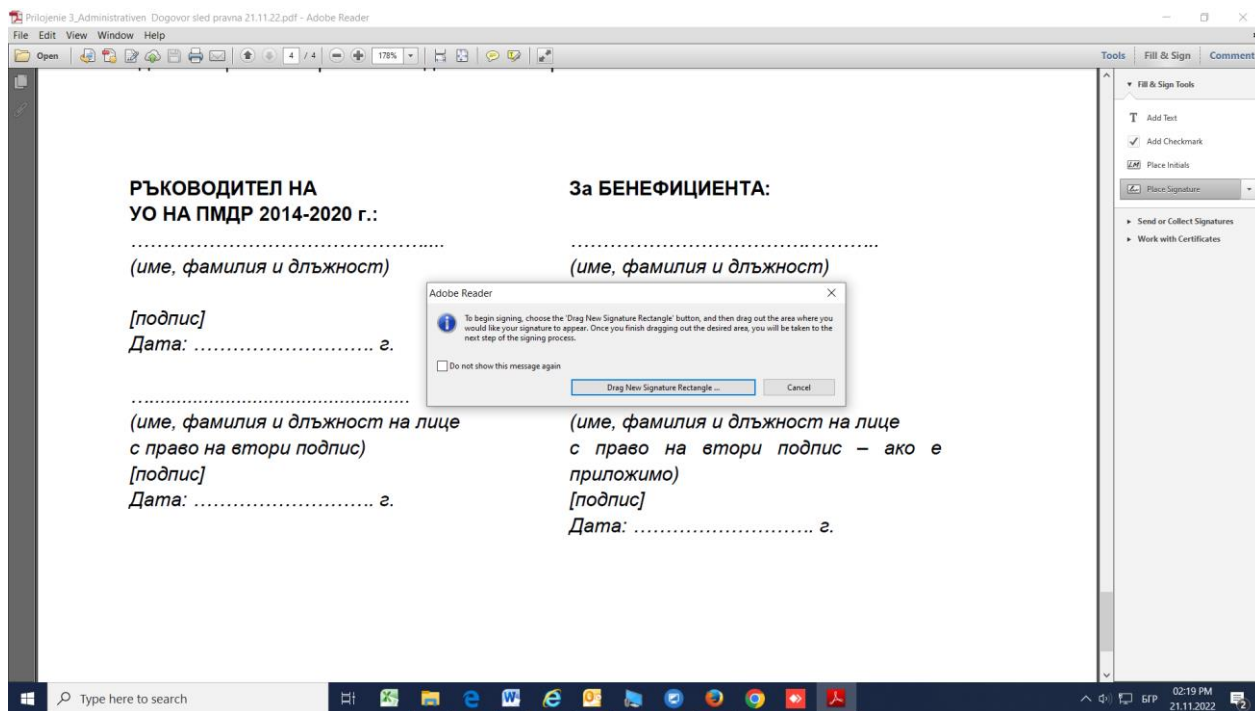 Prilojenie 3_Administrativen Dogovor sled pravna 21.11.22.pdf - Adobe Reader
File Edit View Window Help
Open 4 / 4 178% Tools Fill & Sign Comment
Fill & Sign Tools
T Add Text
Add Checkmark
Place Initials
Place Signature
Send or Collect Signatures
Work with Certificates
РЪКОВОДИТЕЛ НА
УО НА ПМДР 2014-2020 г.:
……………………………………….....
(име, фамилия и длъжност)
[подпис]
Дата: ………………………. г.
…...............................................
(име, фамилия и длъжност на лице
с право на втори подпис)
[подпис]
Дата: ………………………. г.
За БЕНЕФИЦИЕНТА:
……………………………………………..
(име, фамилия и длъжност)
Adobe Reader
To begin signing, choose the 'Drag New Signature Rectangle' button, and then drag out the area where you
would like your signature to appear. Once you finish dragging out the desired area, you will be taken to the
next step of the signing process.
Do not show this message again
Drag New Signature Rectangle ... Cancel
(име, фамилия и длъжност на лице
с право на втори подпис – ако е
приложимо)
[подпис]
Дата: ………………………. г.
Type here to search
БГР
02:19 PM
21.11.2022